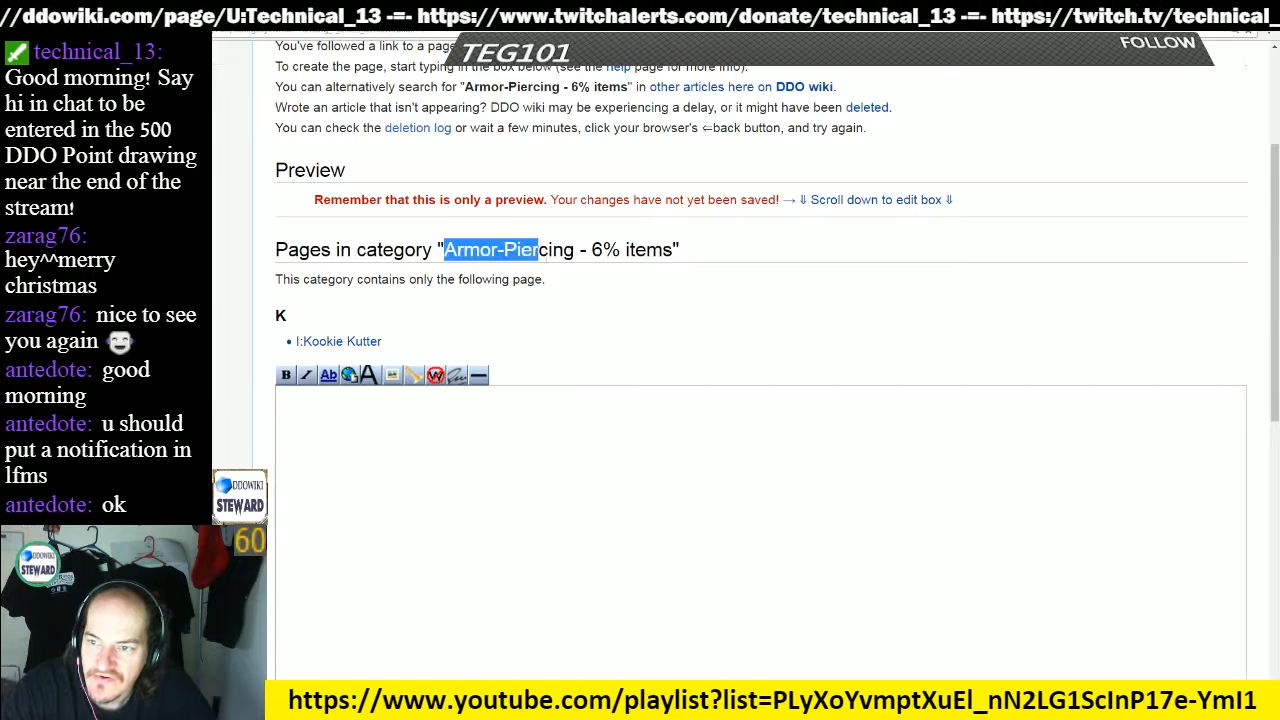 //ddowiki.com/page/U:Technical_13 -=- https://www.twitchalerts.com/donate/technical_13 -=- https://twitch.tv/technical_
TEG101
FOLLOW
technical_13:
Good morning! Say
hi in chat to be
entered in the 500
DDO Point drawing
near the end of the
stream!
zarag76:
hey^^merry
christmas
zarag76: nice to see
you again
antedote: good
morning
antedote: u should
put a notification in
lfms
antedote: ok
You've followed a link to a page
To create the page, start typing in the box below (see the help page for more info).
You can alternatively search for "Armor-Piercing - 6% items" in other articles here on DDO wiki.
Wrote an article that isn't appearing? DDO wiki may be experiencing a delay, or it might have been deleted.
You can check the deletion log or wait a few minutes, click your browser's ⇐back button, and try again.
Preview
Remember that this is only a preview. Your changes have not yet been saved! → ⇓ Scroll down to edit box ⇓
Pages in category "Armor-Piercing - 6% items"
This category contains only the following page.
K
• I:Kookie Kutter
B I Ab A W
DDOWIKI
STEWARD
60
DDOWIKI
STEWARD
https://www.youtube.com/playlist?list=PLyXoYvmptXuEl_nN2LG1ScInP17e-YmI1